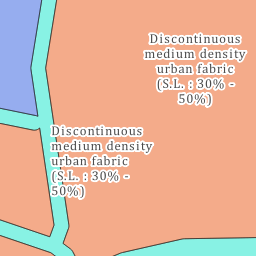 Discontinuous
medium density
urban fabric
(S.L. : 30% -
50%)
Discontinuous
medium density
urban fabric
(S.L. : 30% -
50%)